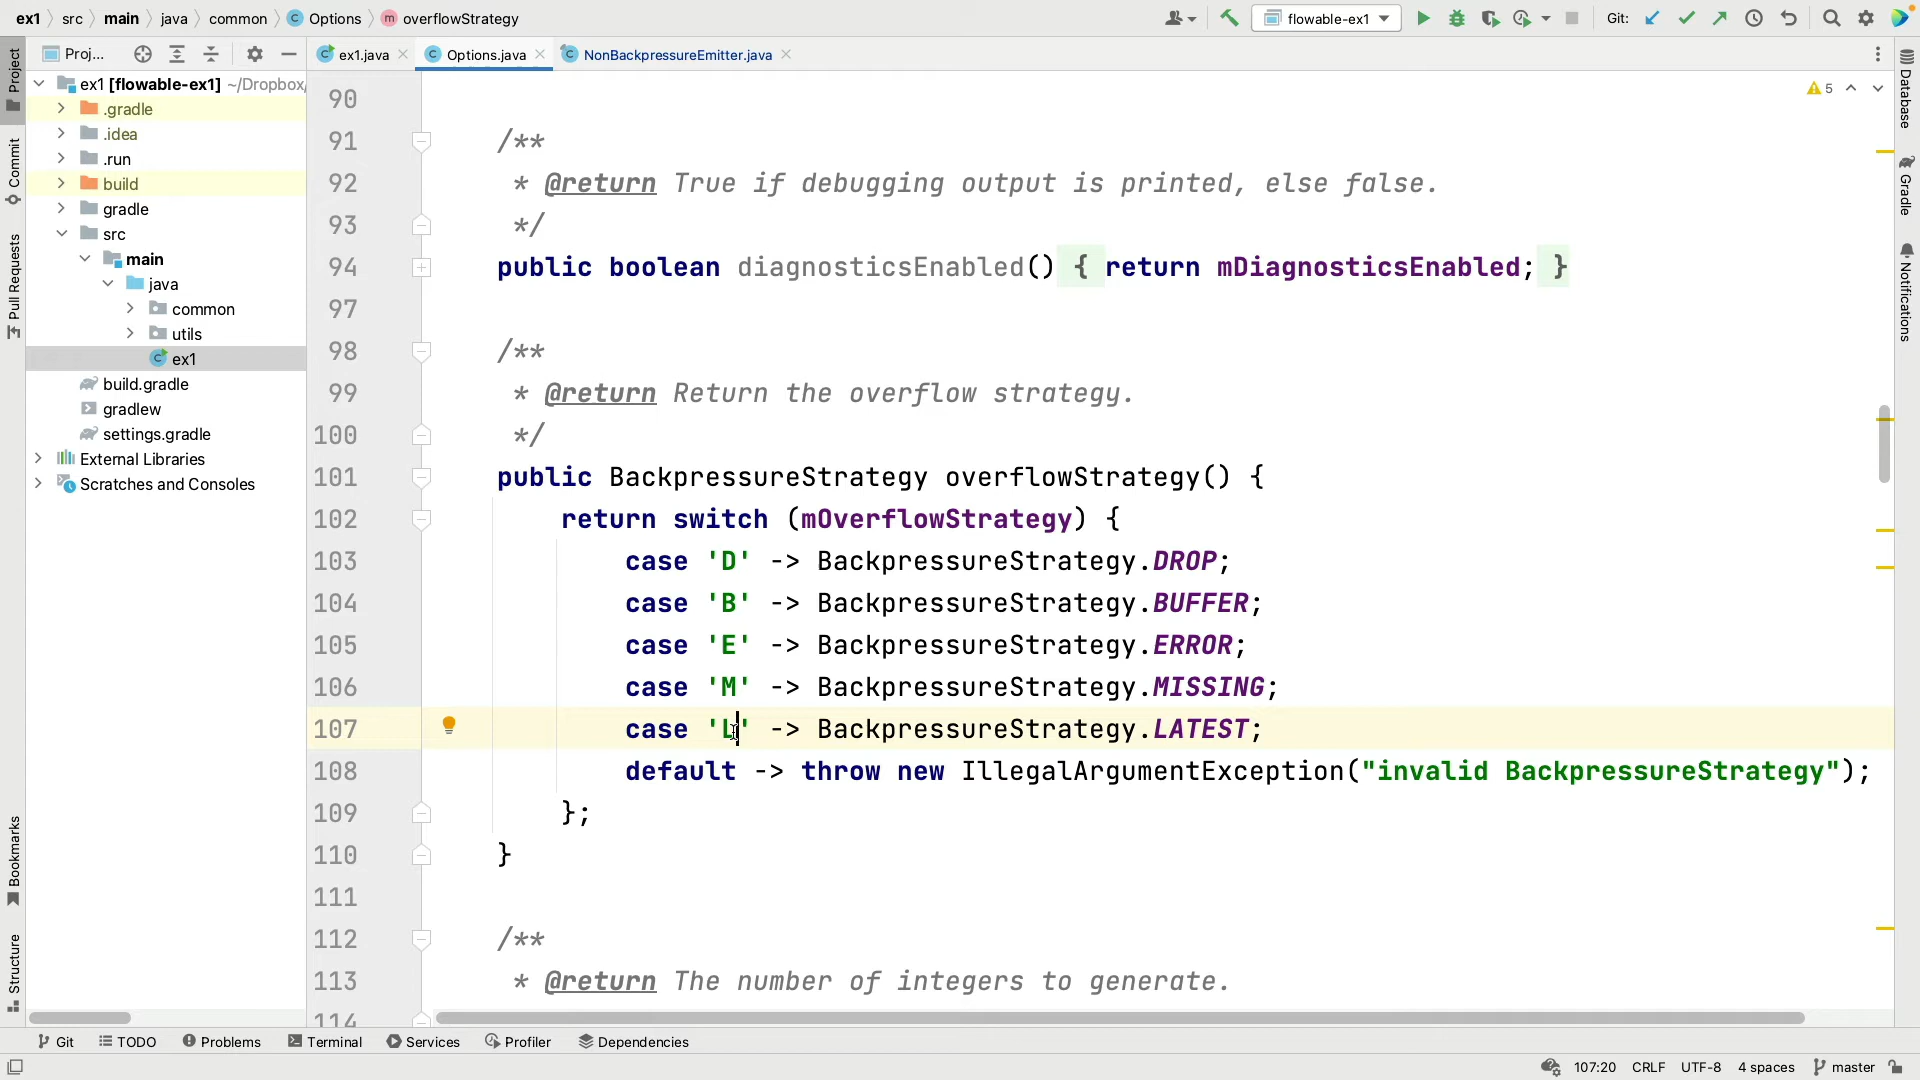 ex1 src main java common Options overflowStrategy
flowable-ex1
Git:
Proj...
ex1.java
Options.java
NonBackpressureEmitter.java
Project
Commit
Pull Requests
Bookmarks
Structure
ex1 [flowable-ex1] ~/Dropbox/
.gradle
.idea
.run
build
gradle
src
main
java
common
utils
ex1
build.gradle
gradlew
settings.gradle
External Libraries
Scratches and Consoles
5
90
91 /**
92 * @return True if debugging output is printed, else false.
93 */
94 public boolean diagnosticsEnabled() { return mDiagnosticsEnabled; }
97
98 /**
99 * @return Return the overflow strategy.
100 */
101 public BackpressureStrategy overflowStrategy() {
102 return switch (mOverflowStrategy) {
103 case 'D' -> BackpressureStrategy.DROP;
104 case 'B' -> BackpressureStrategy.BUFFER;
105 case 'E' -> BackpressureStrategy.ERROR;
106 case 'M' -> BackpressureStrategy.MISSING;
107 case 'L' -> BackpressureStrategy.LATEST;
108 default -> throw new IllegalArgumentException("invalid BackpressureStrategy");
109 };
110 }
111
112 /**
113 * @return The number of integers to generate.
114
Database
Gradle
Notifications
Git TODO Problems Terminal Services Profiler Dependencies
107:20 CRLF UTF-8 4 spaces master